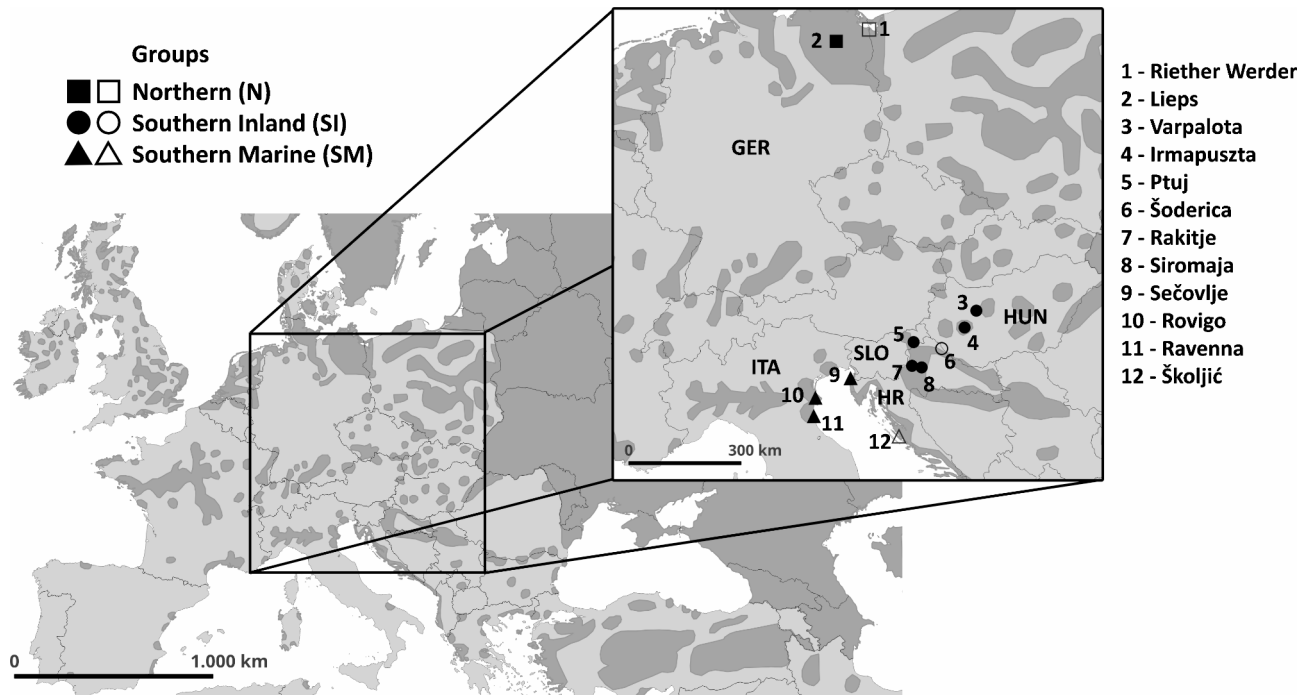 Groups
Northern (N)
Southern Inland (SI)
Southern Marine (SM)
0 1.000 km
1
2
GER
3
HUN
4
5
SLO
6
ITA
7
8
9
HR
10
11
12
0 300 km
1 - Riether Werder
2 - Lieps
3 - Varpalota
4 - Irmapuszta
5 - Ptuj
6 - Šoderica
7 - Rakitje
8 - Siromaja
9 - Sečovlje
10 - Rovigo
11 - Ravenna
12 - Školjić